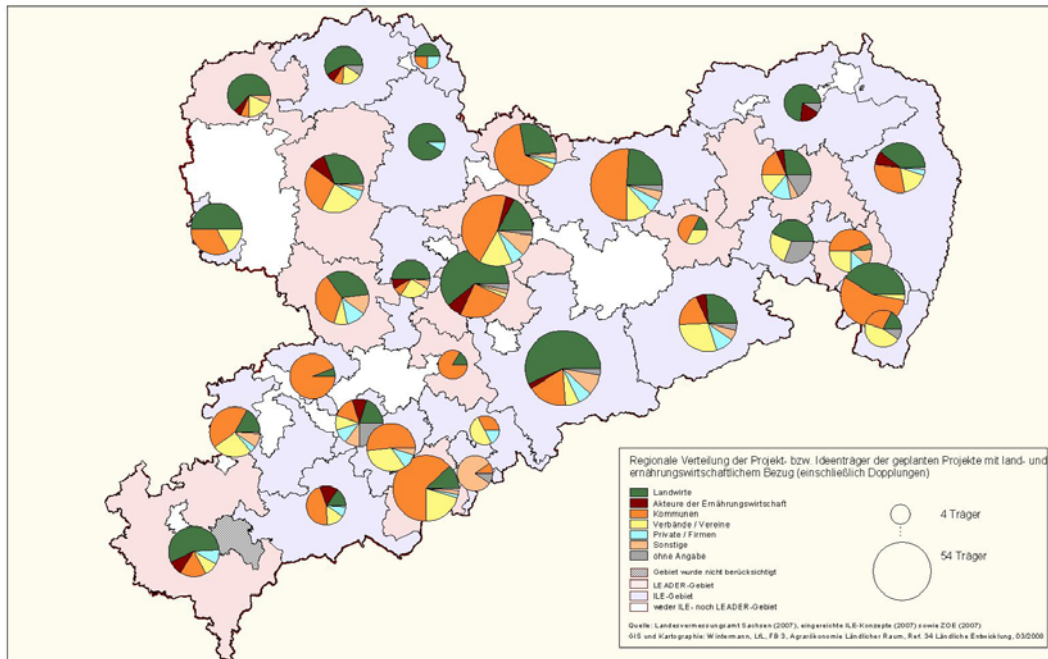 Regionale Verteilung der Projekt- bzw. Ideenträger der geplanten Projekte mit land- und
ernährungswirtschaftlichem Bezug (einschließlich Dopplungen)
Landwirte
Akteure der Ernährungswirtschaft
Kommunen
Verbände / Vereine
Private / Firmen
Sonstige
ohne Angabe
Gebiet wurde nicht berücksichtigt
LEADER-Gebiet
ILE-Gebiet
weder ILE- noch LEADER-Gebiet
4 Träger
54 Träger
Quelle: Landesvermessungsamt Sachsen (2007), eingereichte ILE-Konzepte (2007) sowie ZOE (2007)
GIS und Kartographie: Wintermann, LfL, FB 3, Agrarökonomie Ländlicher Raum, Ref. 34 Ländliche Entwicklung, 03/2008